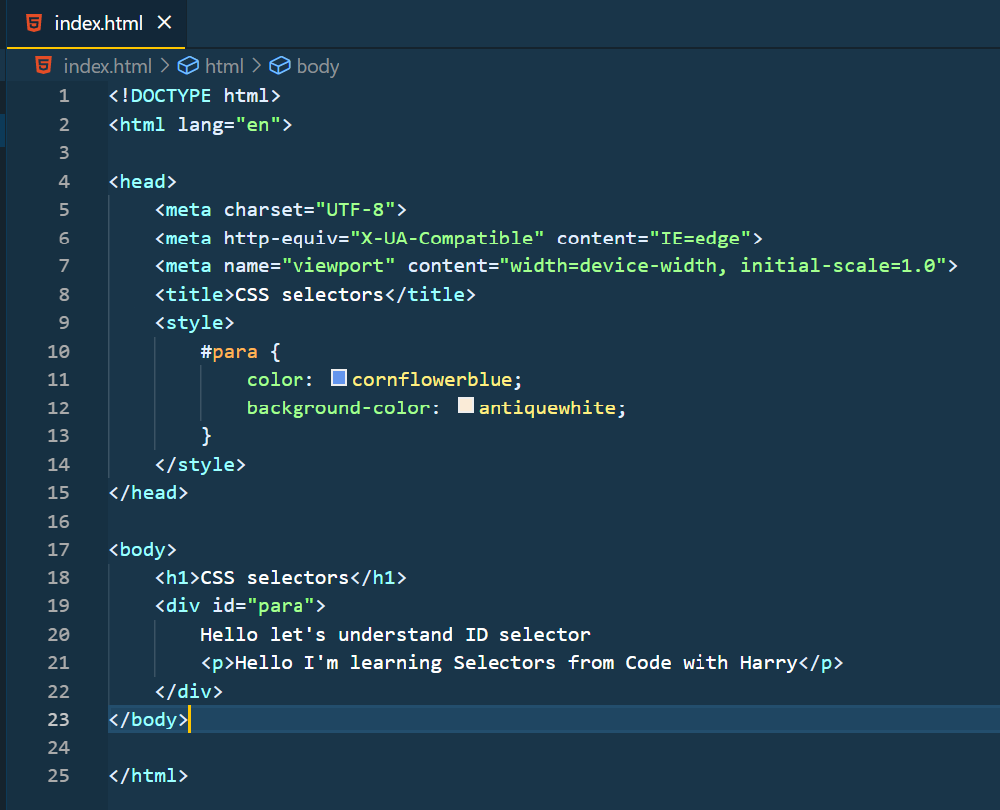 index.html
index.html > html > body
1 <!DOCTYPE html>
2 <html lang="en">
3
4 <head>
5     <meta charset="UTF-8">
6     <meta http-equiv="X-UA-Compatible" content="IE=edge">
7     <meta name="viewport" content="width=device-width, initial-scale=1.0">
8     <title>CSS selectors</title>
9     <style>
10         #para {
11             color: cornflowerblue;
12             background-color: antiquewhite;
13         }
14     </style>
15 </head>
16
17 <body>
18     <h1>CSS selectors</h1>
19     <div id="para">
20         Hello let's understand ID selector
21         <p>Hello I'm learning Selectors from Code with Harry</p>
22     </div>
23 </body>
24
25 </html>